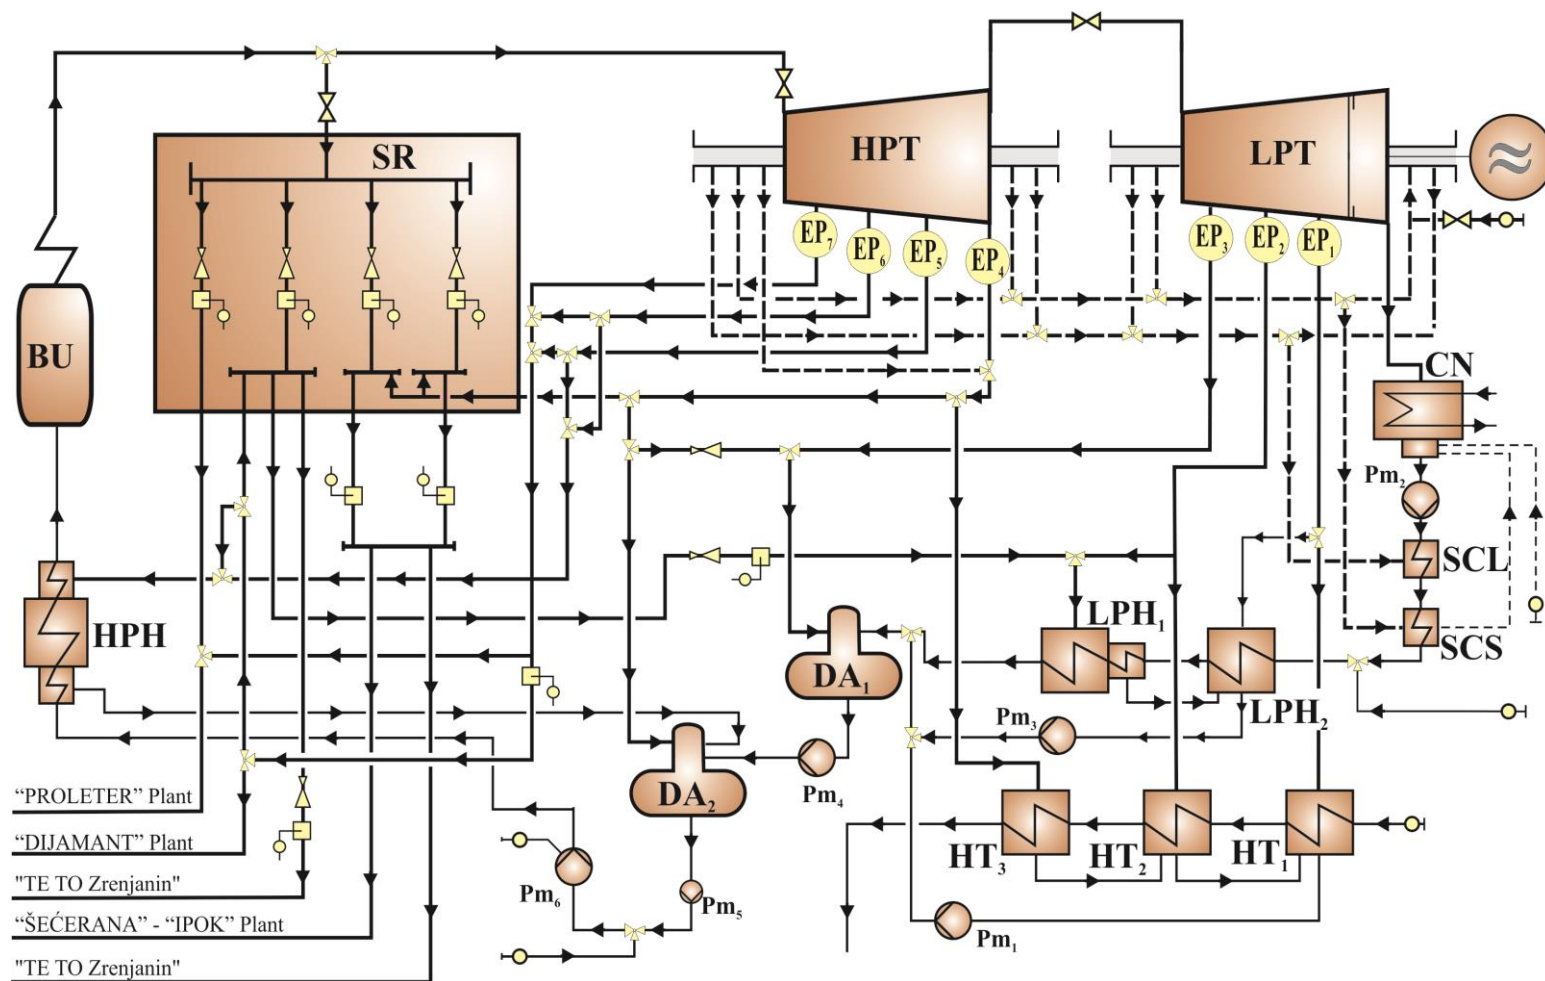 SR
HPT
LPT
EP7
EP6
EP5
EP4
EP3
EP2
EP1
BU
CN
Pm2
SCL
HPH
LPH1
SCS
DA1
LPH2
Pm3
Pm4
DA2
"PROLETER" Plant
"DIJAMANT" Plant
HT3
HT2
HT1
"TE TO Zrenjanin"
Pm6
Pm5
"ŠEĆERANA" - "IPOK" Plant
Pm1
"TE TO Zrenjanin"